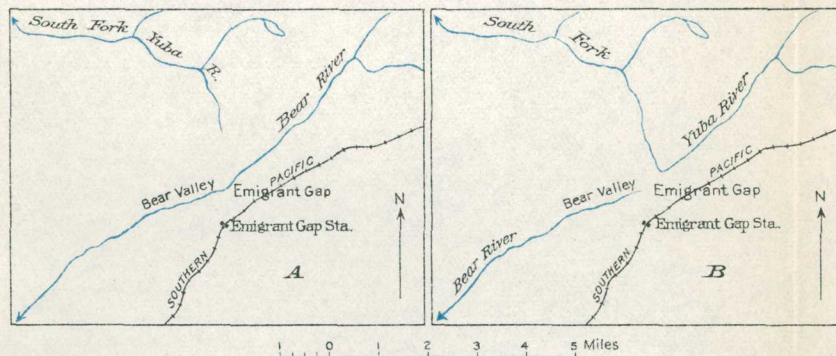 South Fork
Yuba
R.
Bear River
PACIFIC
Bear Valley
Emigrant Gap
Emigrant Gap Sta.
SOUTHERN
N
A
South
Fork
Yuba River
PACIFIC
Bear Valley
Emigrant Gap
Emigrant Gap Sta.
Bear River
SOUTHERN
N
B
1 0 1 2 3 4 5 Miles